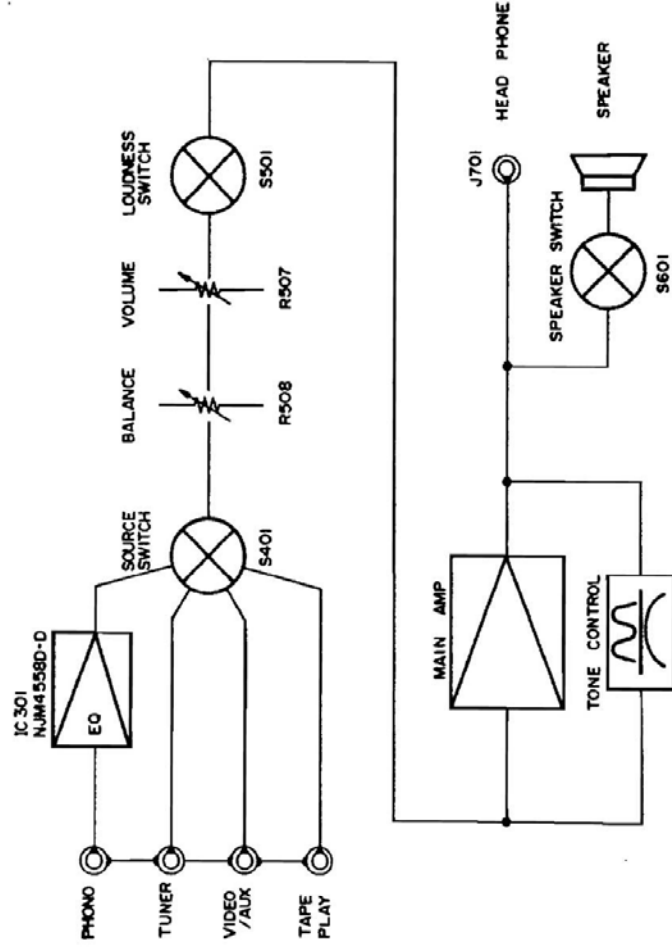 PHONO
TUNER
VIDEO
/AUX
TAPE
PLAY
IC301
NJM4558D-D
EQ
SOURCE
SWITCH
S401
BALANCE
R508
VOLUME
R507
LOUDNESS
SWITCH
S501
MAIN AMP
TONE CONTROL
J701
HEAD PHONE
SPEAKER SWITCH
S601
SPEAKER